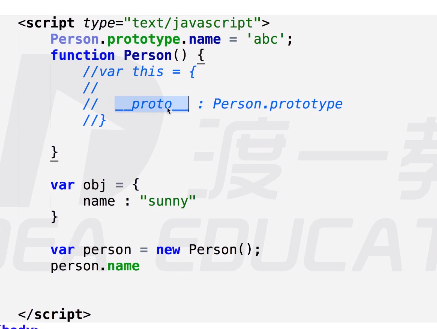 <script type="text/javascript">
Person.prototype.name = 'abc';
function Person() {
//var this = {
//
// __proto__ : Person.prototype
//}
}
var obj = {
name : "sunny"
}
var person = new Person();
person.name
</script>
渡一教
DEA EDUCAT